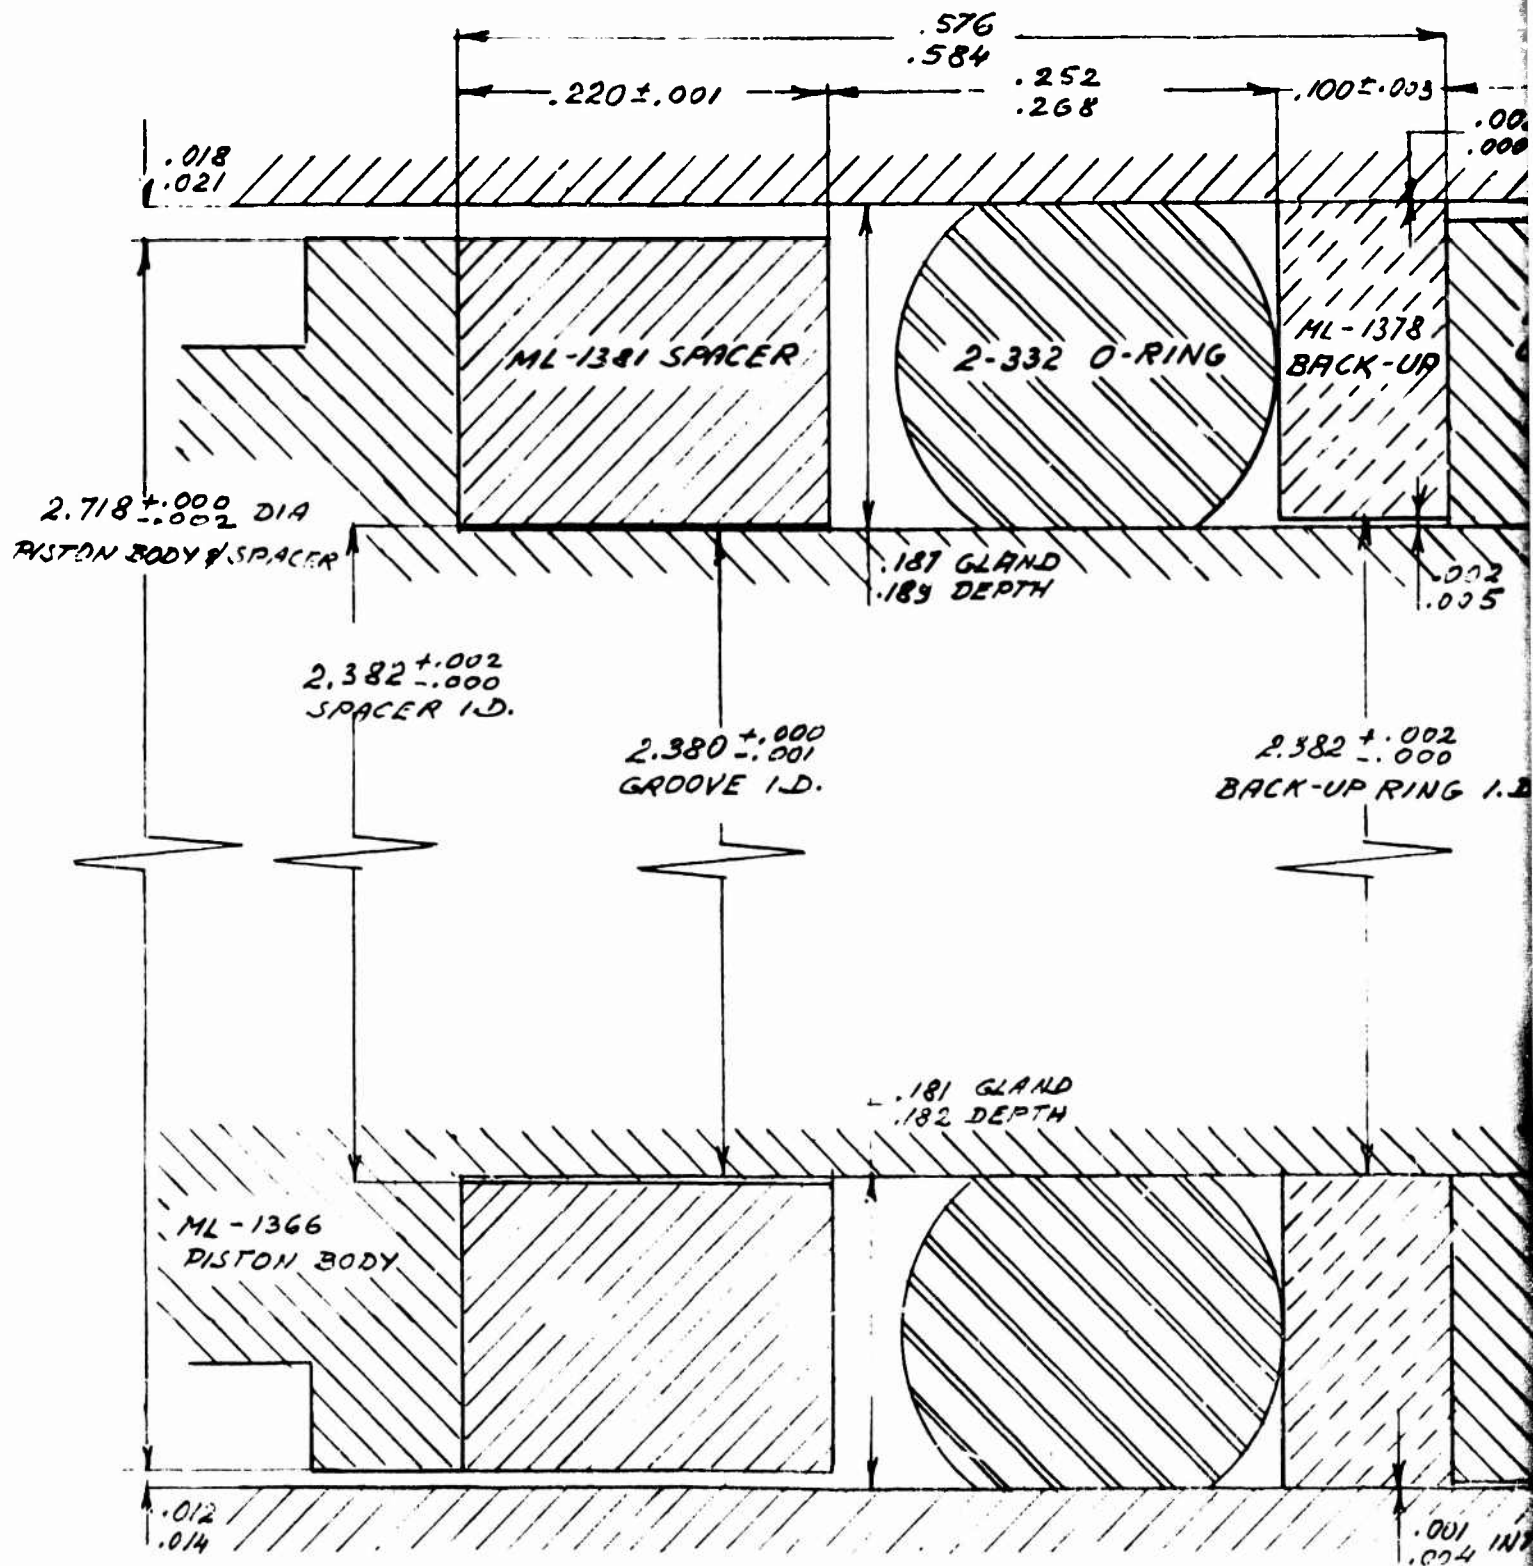 .576
.584
.220±.001
.252
.268
.100±.003
.018
.021
ML-1381 SPACER
2-332 O-RING
ML-1378
BACK-UP
2.718 +.000 -.002 DIA
PISTON BODY & SPACER
.187 GLAND
.189 DEPTH
.002
.005
2.382 +.002 -.000
SPACER I.D.
2.380 +.000 -.001
GROOVE I.D.
2.382 +.002 -.000
BACK-UP RING I.D
.181 GLAND
.182 DEPTH
ML-1366
PISTON BODY
.012
.014
.001
.004